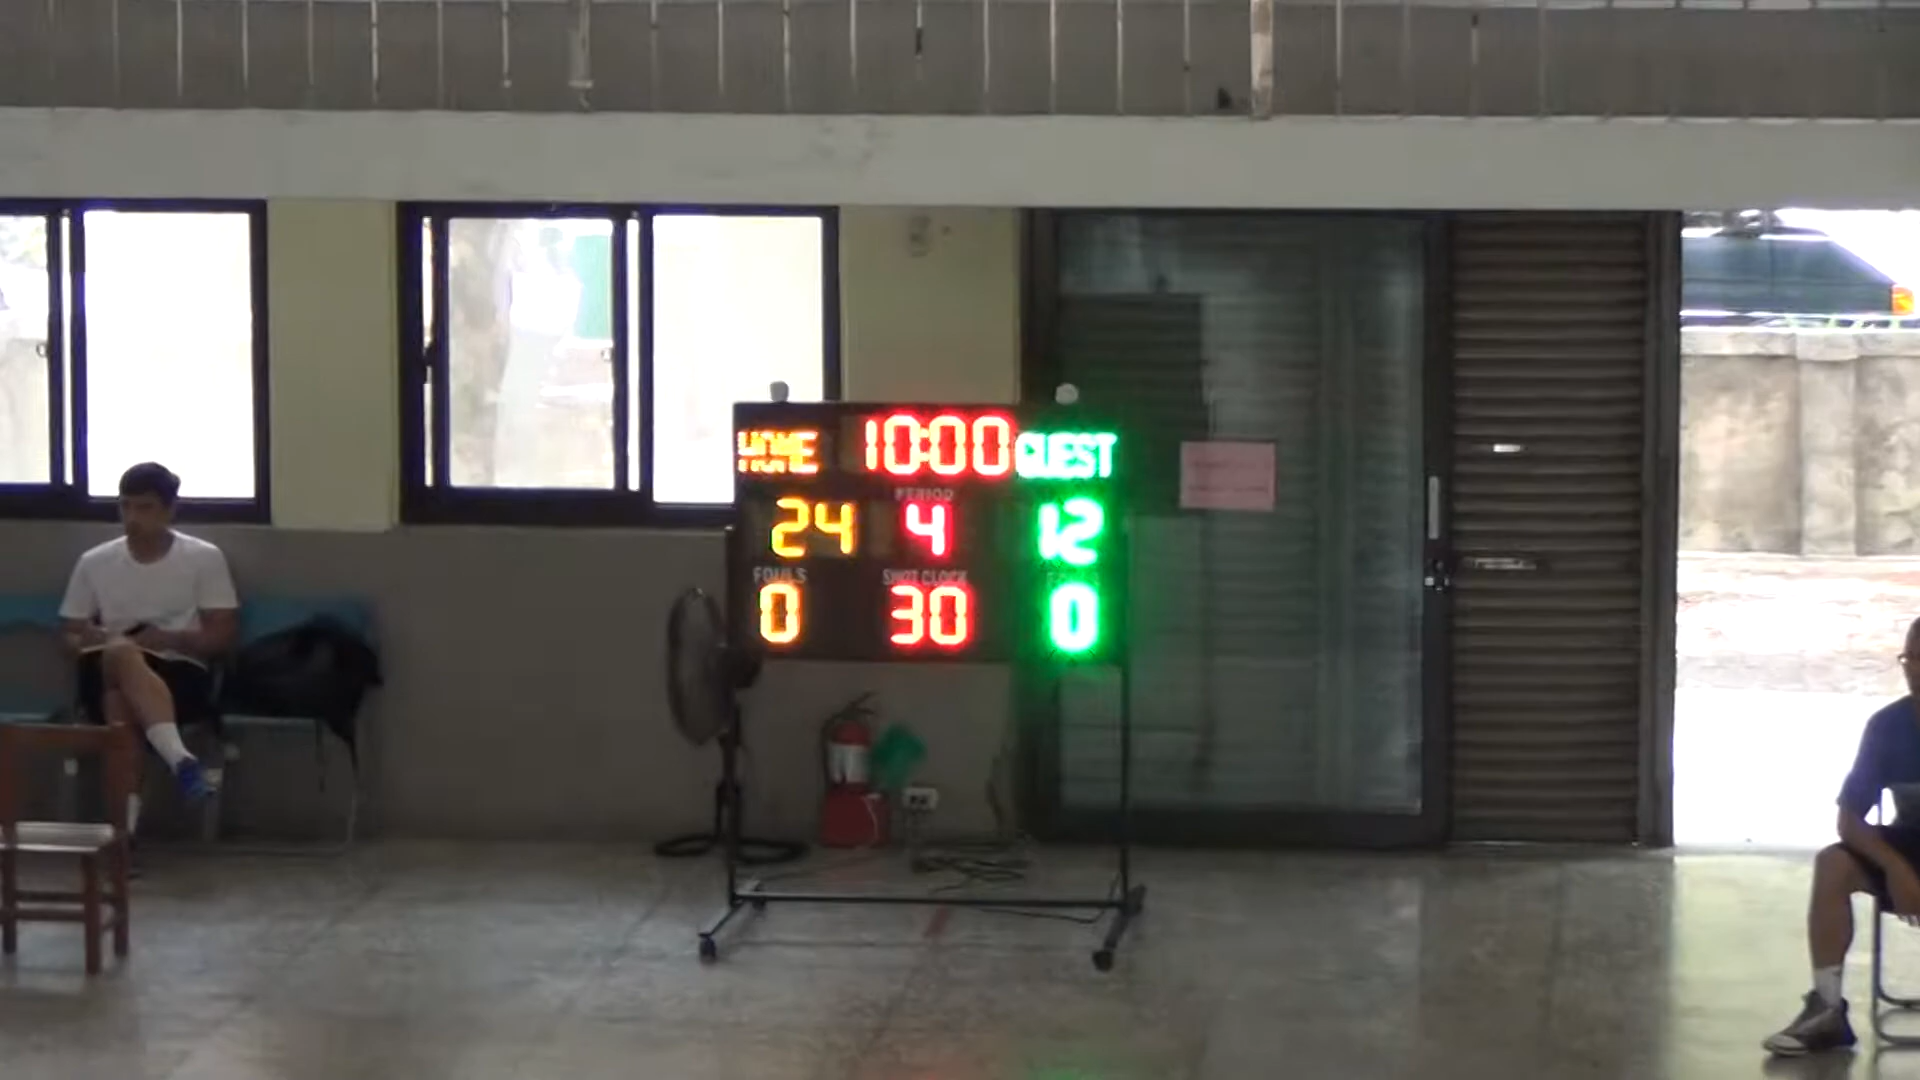 HOME 10:00 GUEST
PERIOD
24 4 12
FOULS SHOT CLOCK
0 30 0